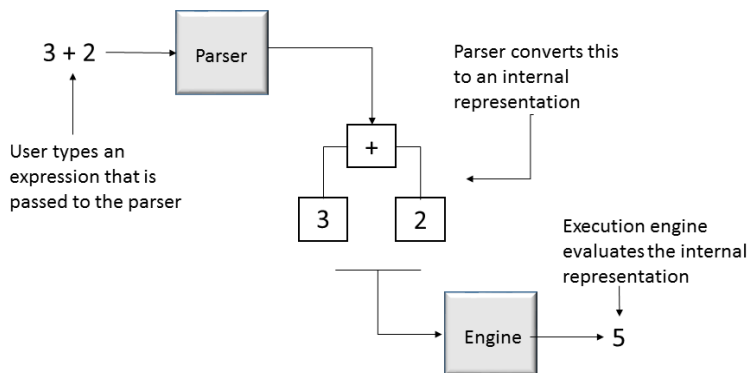 3 + 2
Parser
Parser converts this
to an internal
representation
User types an
expression that is
passed to the parser
+
3
2
Execution engine
evaluates the internal
representation
Engine
5